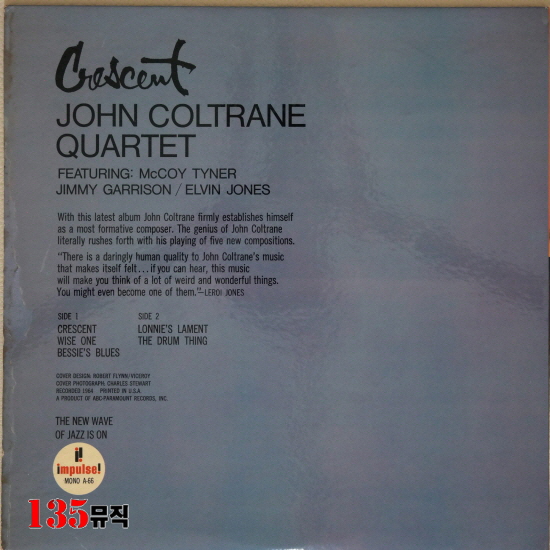 Crescent
JOHN COLTRANE
QUARTET
FEATURING: McCOY TYNER
JIMMY GARRISON / ELVIN JONES
With this latest album John Coltrane firmly establishes himself
as a most formative composer. The genius of John Coltrane
literally rushes forth with his playing of five new compositions.
“There is a daringly human quality to John Coltrane's music
that makes itself felt...if you can hear, this music
will make you think of a lot of weird and wonderful things.
You might even become one of them.”—LEROI JONES
SIDE 1
CRESCENT
WISE ONE
BESSIE'S BLUES
SIDE 2
LONNIE'S LAMENT
THE DRUM THING
COVER DESIGN: ROBERT FLYNN/VICEROY
COVER PHOTOGRAPH: CHARLES STEWART
RECORDED 1964 PRINTED IN U.S.A.
A PRODUCT OF ABC-PARAMOUNT RECORDS, INC.
THE NEW WAVE
OF JAZZ IS ON
i!
impulse!
MONO A-66
135뮤직